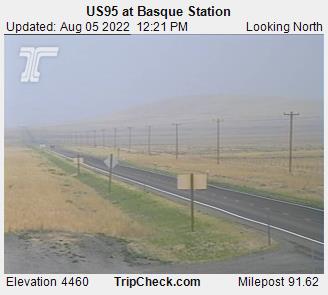 US95 at Basque Station
Updated: Aug 05 2022 12:21 PM Looking North
Elevation 4460 TripCheck.com Milepost 91.62